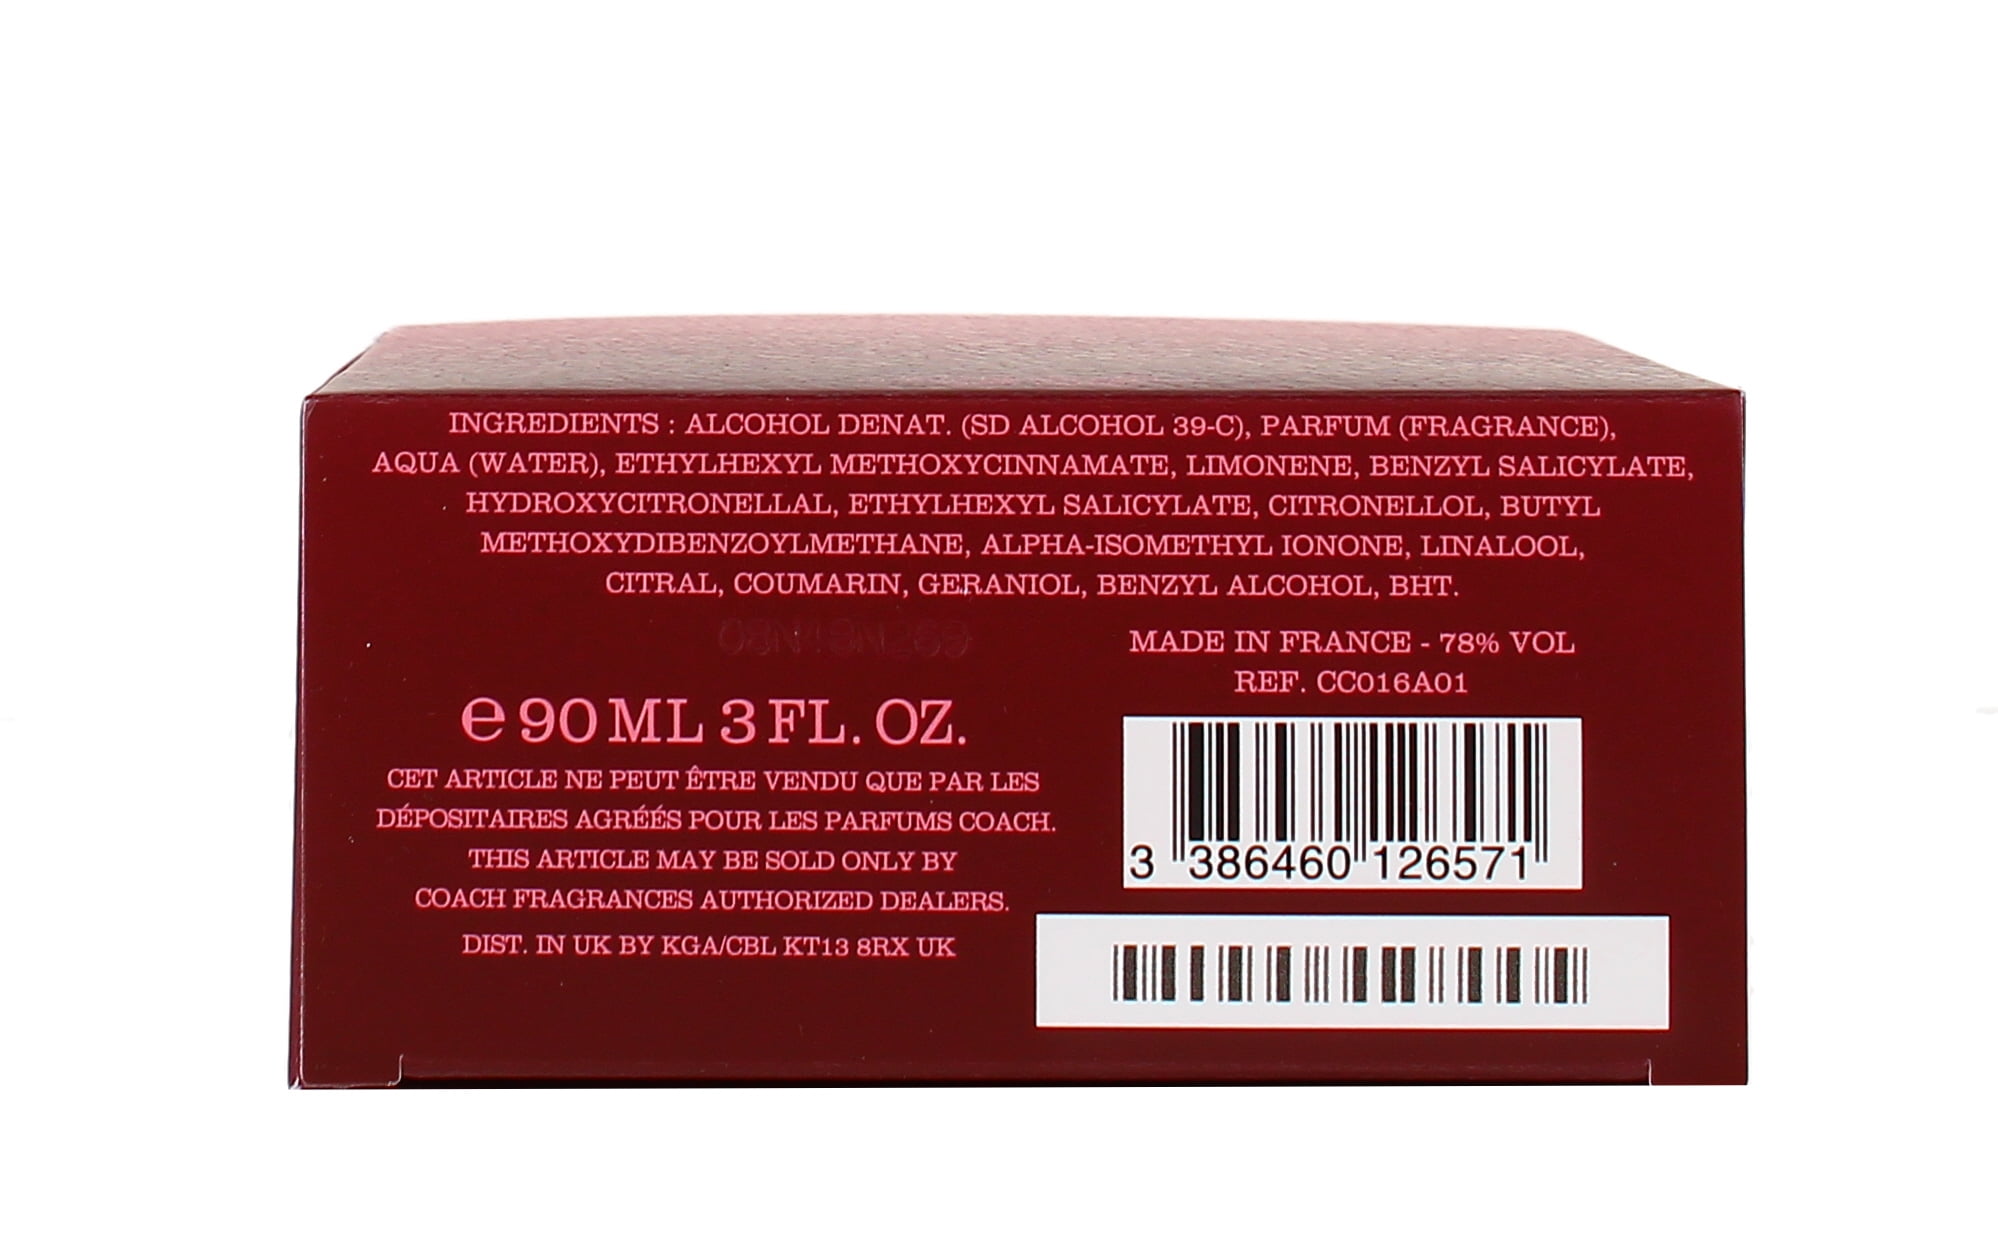 INGREDIENTS : ALCOHOL DENAT. (SD ALCOHOL 39-C), PARFUM (FRAGRANCE),
AQUA (WATER), ETHYLHEXYL METHOXYCINNAMATE, LIMONENE, BENZYL SALICYLATE,
HYDROXYCITRONELLAL, ETHYLHEXYL SALICYLATE, CITRONELLOL, BUTYL
METHOXYDIBENZOYLMETHANE, ALPHA-ISOMETHYL IONONE, LINALOOL,
CITRAL, COUMARIN, GERANIOL, BENZYL ALCOHOL, BHT.
℮ 90 ML 3 FL. OZ.
CET ARTICLE NE PEUT ÊTRE VENDU QUE PAR LES
DÉPOSITAIRES AGRÉÉS POUR LES PARFUMS COACH.
THIS ARTICLE MAY BE SOLD ONLY BY
COACH FRAGRANCES AUTHORIZED DEALERS.
DIST. IN UK BY KGA/CBL KT13 8RX UK
MADE IN FRANCE - 78% VOL
REF. CC016A01
3 386460 126571